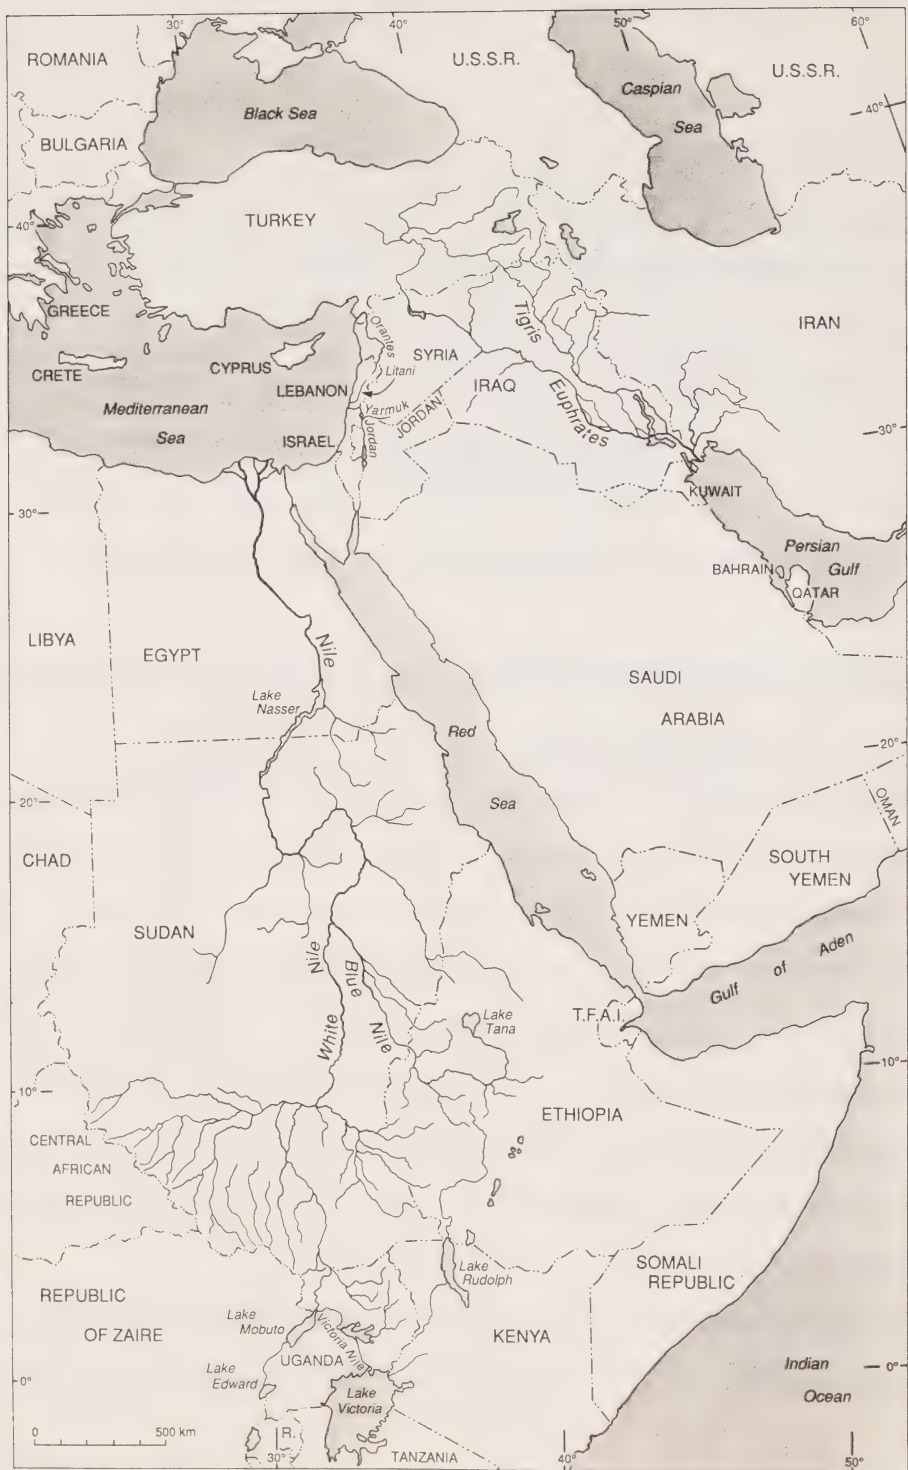 30°
40°
50°
60°
ROMANIA
U.S.S.R.
Caspian
Sea
U.S.S.R.
Black Sea
40°
BULGARIA
TURKEY
40°
GREECE
Tigris
IRAN
Orantes
SYRIA
CYPRUS
Litani
CRETE
LEBANON
IRAQ
Mediterranean
Sea
Yarmuk
JORDAN
Euphrates
ISRAEL
Jordan
30°
KUWAIT
30°
Persian
Gulf
BAHRAIN
QATAR
LIBYA
EGYPT
Nile
SAUDI
ARABIA
Lake
Nasser
Red
Sea
20°
20°
OMAN
CHAD
SOUTH
YEMEN
SUDAN
YEMEN
Nile
White
Blue
Nile
Gulf of Aden
T.F.A.I.
Lake
Tana
10°
10°
ETHIOPIA
CENTRAL
AFRICAN
REPUBLIC
Lake
Rudolph
SOMALI
REPUBLIC
REPUBLIC
OF ZAIRE
Lake
Mobuto
Victoria Nile
KENYA
UGANDA
Lake
Edward
Indian
Ocean
0°
0°
Lake
Victoria
0 500 km
R.
30°
TANZANIA
40°
50°